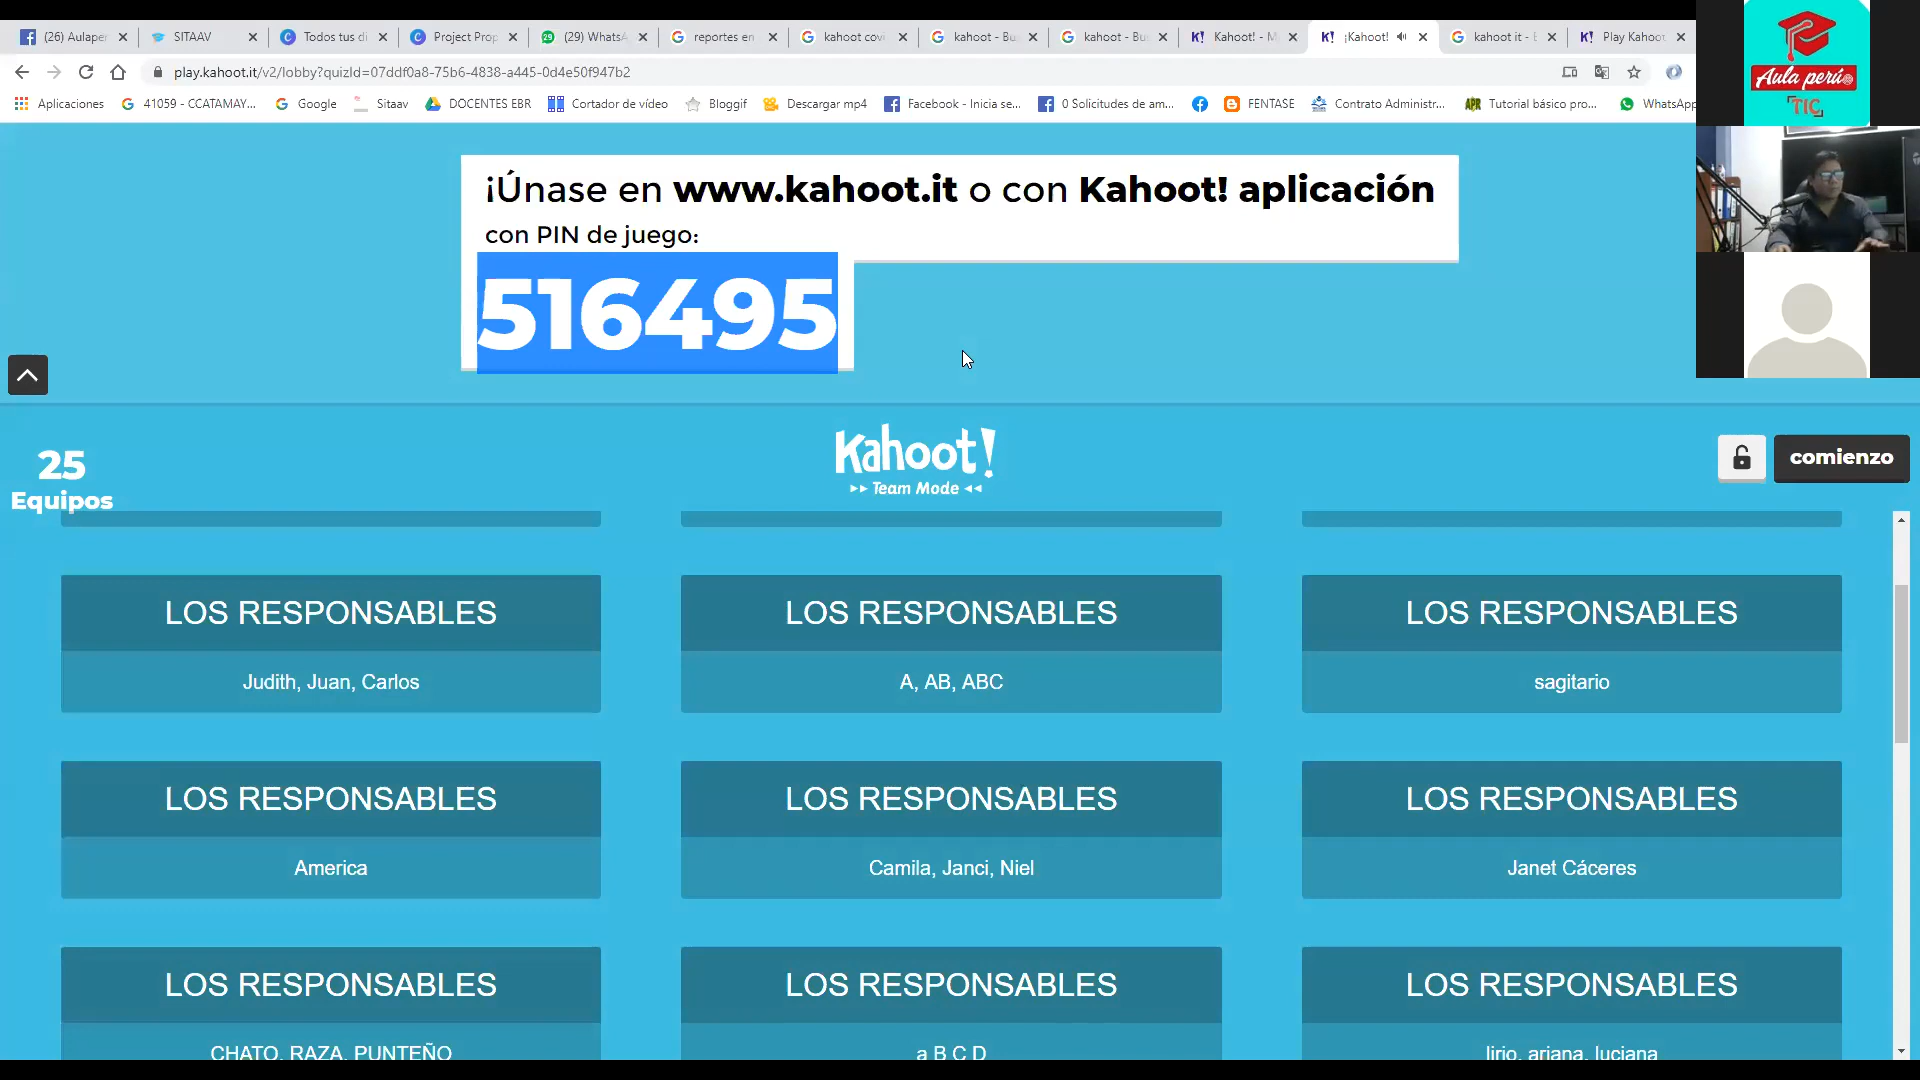 (26) Aulape
SITAAV
Todos tus di
Project Prop
(29) WhatsA
reportes en
kahoot covi
kahoot - Bu
kahoot - Bu
Kahoot! - M
¡Kahoot!
kahoot it - B
Play Kahoot
play.kahoot.it/v2/lobby?quizId=07ddf0a8-75b6-4838-a445-0d4e50f947b2
Aplicaciones
41059 - CCATAMAY...
Google
Sitaav
DOCENTES EBR
Cortador de vídeo
Bloggif
Descargar mp4
Facebook - Inicia se...
0 Solicitudes de am...
FENTASE
Contrato Administr...
Tutorial básico pro...
WhatsApp
Aula perú
TIC
¡Únase en www.kahoot.it o con Kahoot! aplicación
con PIN de juego:
516495
25
Equipos
Kahoot!
Team Mode
comienzo
LOS RESPONSABLES
Judith, Juan, Carlos
LOS RESPONSABLES
A, AB, ABC
LOS RESPONSABLES
sagitario
LOS RESPONSABLES
America
LOS RESPONSABLES
Camila, Janci, Niel
LOS RESPONSABLES
Janet Cáceres
LOS RESPONSABLES
CHATO, RAZA, PUNTEÑO
LOS RESPONSABLES
a B C D
LOS RESPONSABLES
lirio, ariana, luciana